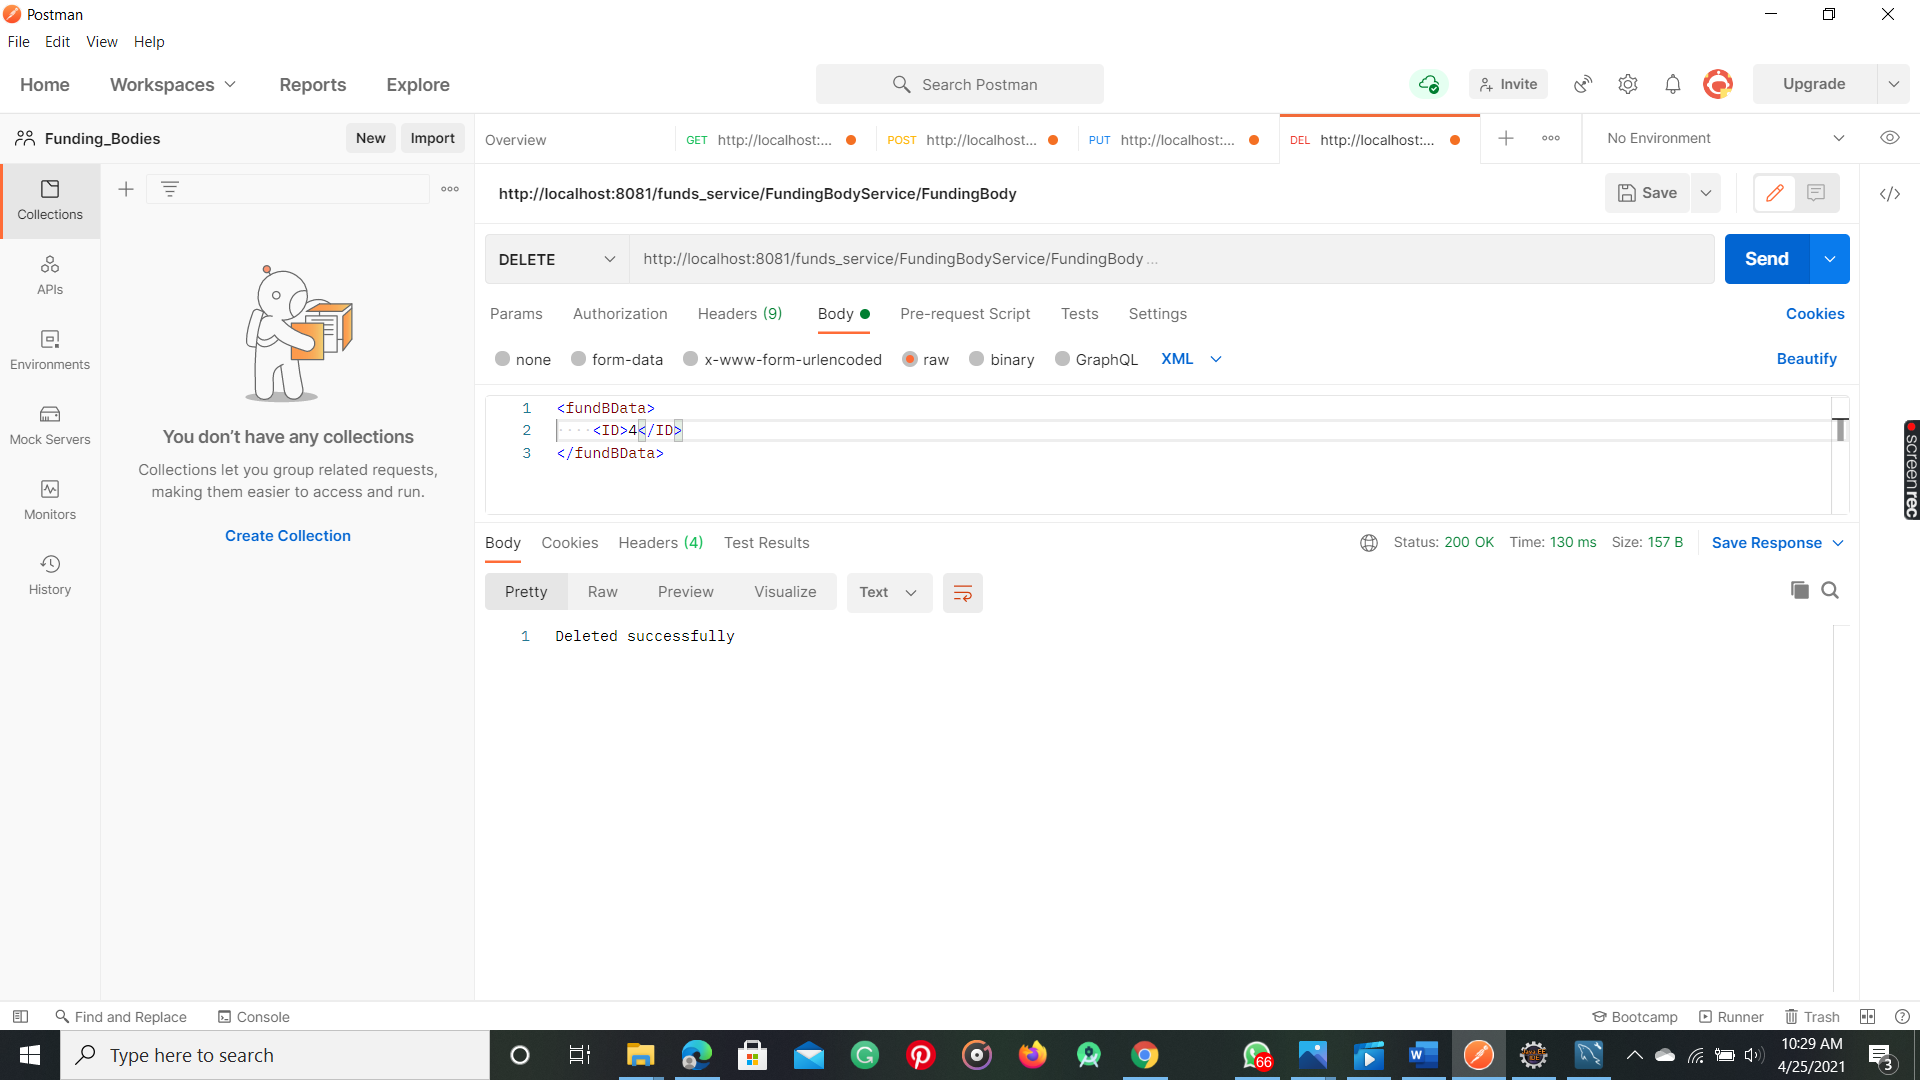 Postman
File Edit View Help
Home Workspaces Reports Explore
Search Postman
Invite
Upgrade
Funding_Bodies
New Import
Overview
GET http://localhost:...
POST http://localhost...
PUT http://localhost:...
DEL http://localhost:...
No Environment
http://localhost:8081/funds_service/FundingBodyService/FundingBody
Save
DELETE
http://localhost:8081/funds_service/FundingBodyService/FundingBody ...
Send
Params Authorization Headers (9) Body Pre-request Script Tests Settings
Cookies
none form-data x-www-form-urlencoded raw binary GraphQL XML
Beautify
1 <fundBData>
2 ····<ID>4</ID>
3 </fundBData>
Collections
APIs
Environments
Mock Servers
Monitors
History
You don’t have any collections
Collections let you group related requests,
making them easier to access and run.
Create Collection
Body Cookies Headers (4) Test Results
Status: 200 OK Time: 130 ms Size: 157 B
Save Response
Pretty Raw Preview Visualize Text
1 Deleted successfully
screenrec
Find and Replace Console
Bootcamp Runner Trash
Type here to search
66
10:29 AM
4/25/2021
3